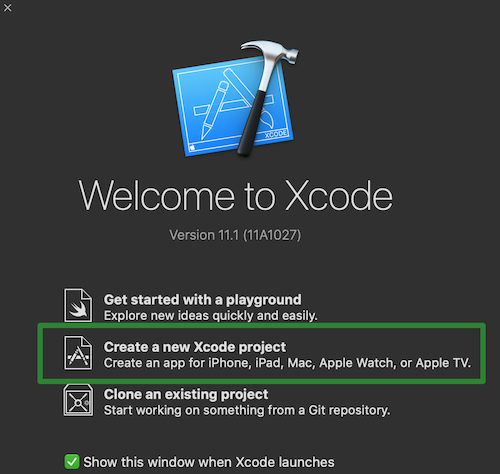 XCODE
Welcome to Xcode
Version 11.1 (11A1027)
Get started with a playground
Explore new ideas quickly and easily.
Create a new Xcode project
Create an app for iPhone, iPad, Mac, Apple Watch, or Apple TV.
Clone an existing project
Start working on something from a Git repository.
Show this window when Xcode launches